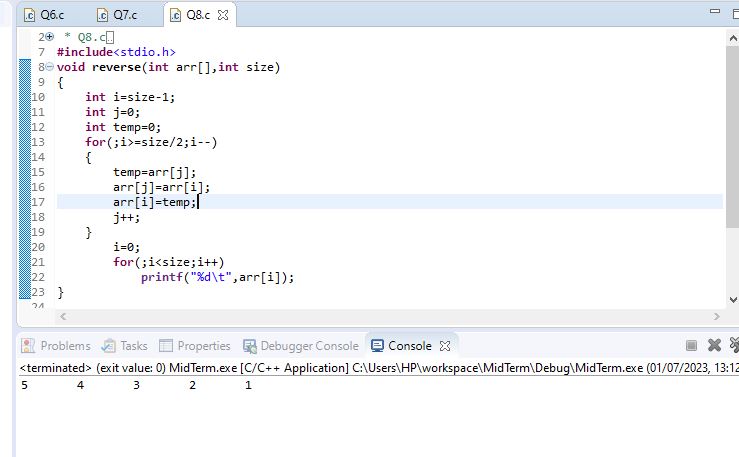 Q6.c Q7.c Q8.c
2 * Q8.c
7 #include<stdio.h>
8 void reverse(int arr[],int size)
9 {
10     int i=size-1;
11     int j=0;
12     int temp=0;
13     for(;i>=size/2;i--)
14     {
15         temp=arr[j];
16         arr[j]=arr[i];
17         arr[i]=temp;
18         j++;
19     }
20         i=0;
21         for(;i<size;i++)
22             printf("%d\t",arr[i]);
23 }
24
Problems Tasks Properties Debugger Console Console
<terminated> (exit value: 0) MidTerm.exe [C/C++ Application] C:\Users\HP\workspace\MidTerm\Debug\MidTerm.exe (01/07/2023, 13:12
5 4 3 2 1